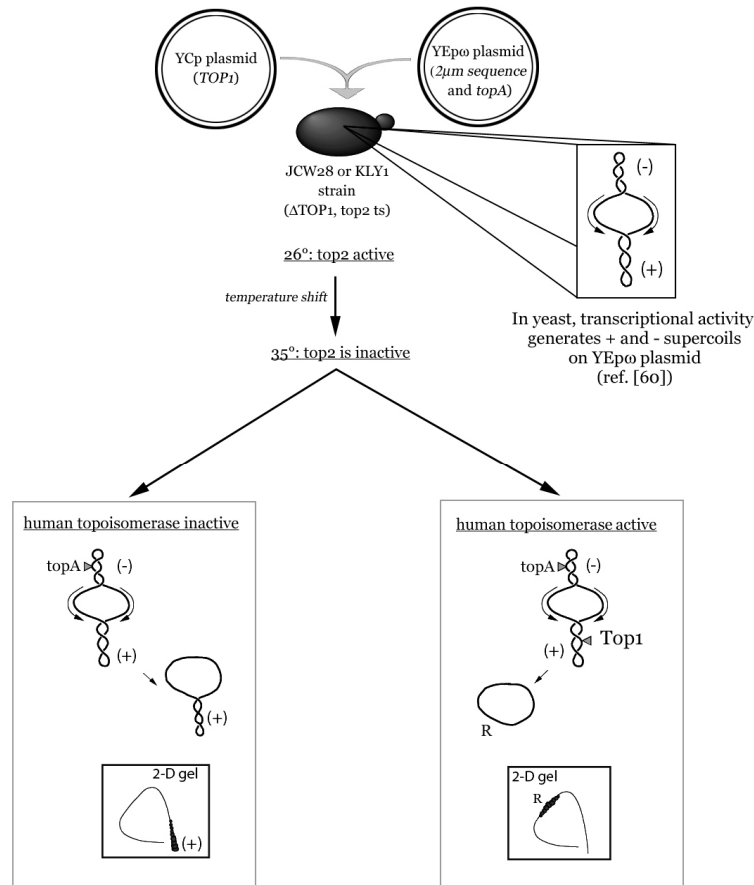 YCp plasmid
(TOP1)
YEpω plasmid
(2µm sequence
and topA)
JCW28 or KLY1
strain
(ΔTOP1, top2 ts)
(-)
(+)
26°: top2 active
temperature shift
35°: top2 is inactive
In yeast, transcriptional activity
generates + and - supercoils
on YEpω plasmid
(ref. [60])
human topoisomerase inactive
topA
(-)
(+)
(+)
2-D gel
(+)
human topoisomerase active
topA
(-)
Top1
(+)
R
2-D gel
R